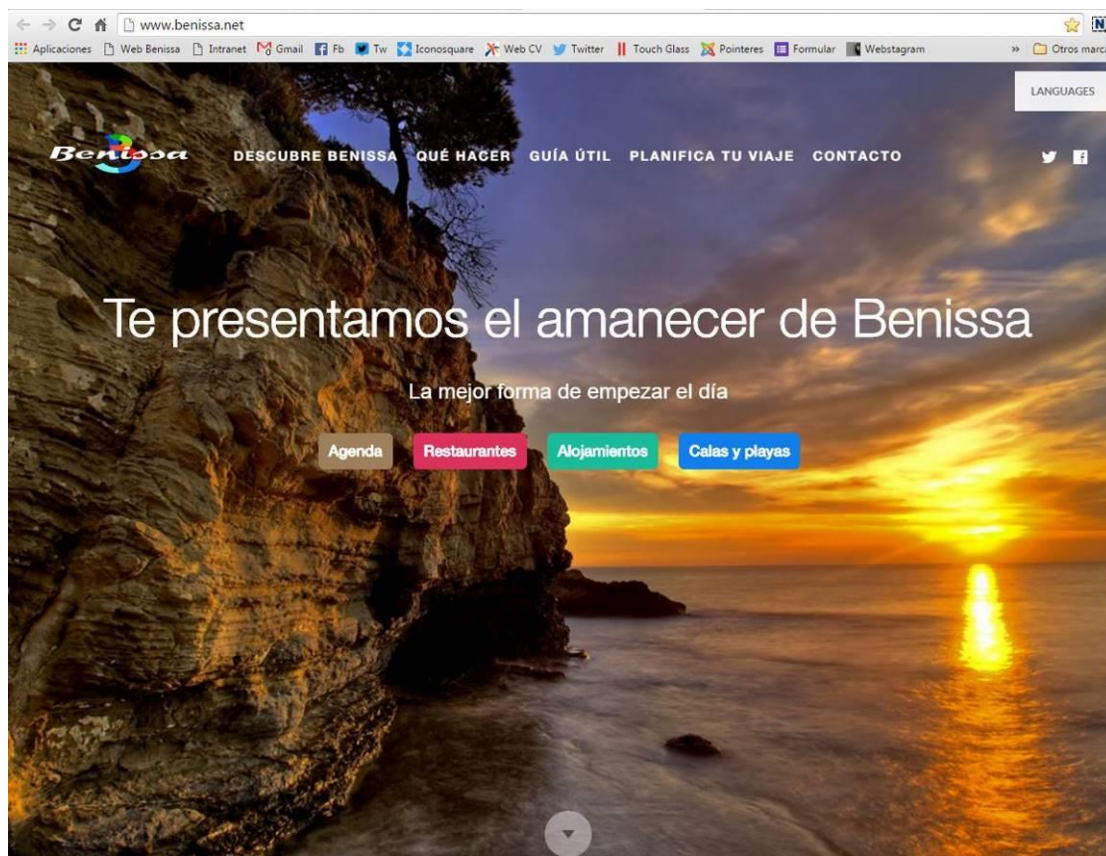 www.benissa.net
Aplicaciones Web Benissa Intranet Gmail Fb Tw Iconosquare Web CV Twitter Touch Glass Pointeres Formular Webstagram » Otros marca
LANGUAGES
Benissa DESCUBRE BENISSA QUÉ HACER GUÍA ÚTIL PLANIFICA TU VIAJE CONTACTO
Te presentamos el amanecer de Benissa
La mejor forma de empezar el día
Agenda Restaurantes Alojamientos Calas y playas